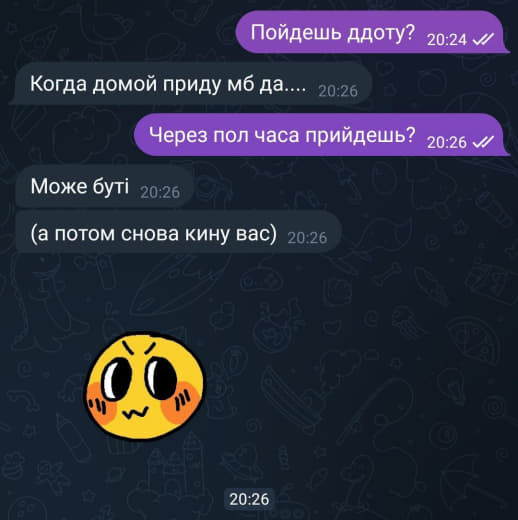 Пойдешь ддоту? 20:24
Когда домой приду мб да.... 20:26
Через пол часа прийдешь? 20:26
Може буті 20:26
(а потом снова кину вас) 20:26
20:26